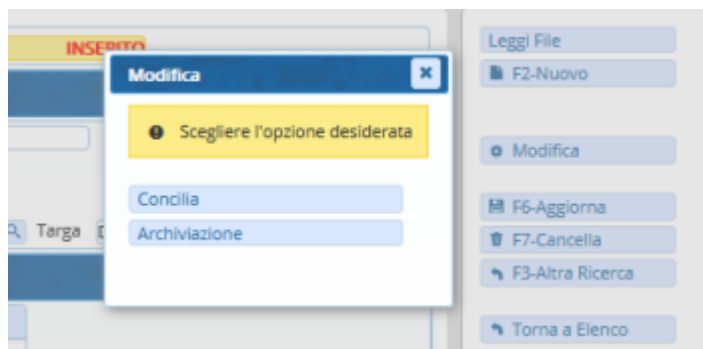 INSERITO
Modifica
Scegliere l'opzione desiderata
Concilia
Archiviazione
Targa
Leggi File
F2-Nuovo
Modifica
F6-Aggiorna
F7-Cancella
F3-Altra Ricerca
Torna a Elenco